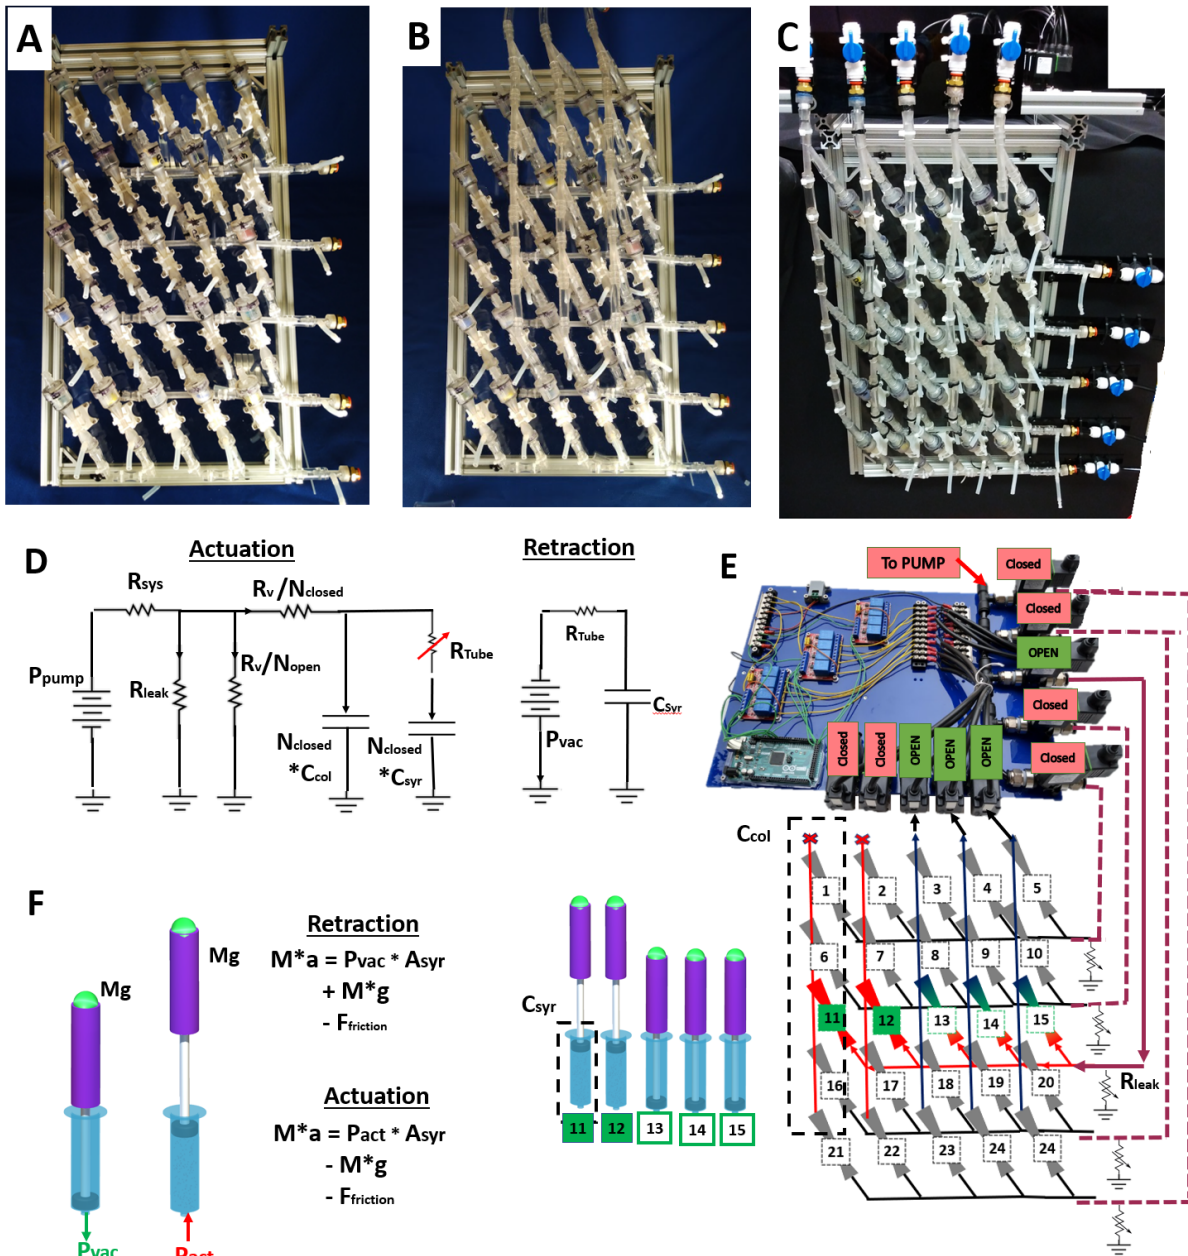 A
B
C
D
Actuation
Rsys
Rv/Nclosed
Rv/Nopen
RTube
Ppump
Rleak
Nclosed
*Ccol
Nclosed
*Csyr
Retraction
RTube
CSyr
Pvac
E
To PUMP
Closed
Closed
OPEN
Closed
Closed
Closed
Closed
OPEN
OPEN
OPEN
Ccol
1 2 3 4 5
6 7 8 9 10
11 12 13 14 15
16 17 18 19 20
Rleak
21 22 23 24 24
F
Mg
Mg
Pvac
Pact
Retraction
M*a = Pvac * Asyr
+ M*g
- Ffriction
Actuation
M*a = Pact * Asyr
- M*g
- Ffriction
Csyr
11 12 13 14 15